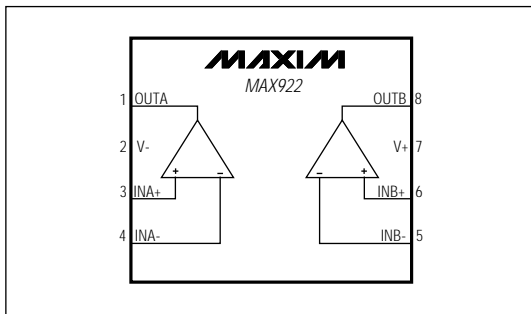 MAXIM
MAX922
1 OUTA
OUTB 8
2 V-
V+ 7
3 INA+
INB+ 6
4 INA-
INB- 5
+ -
- +